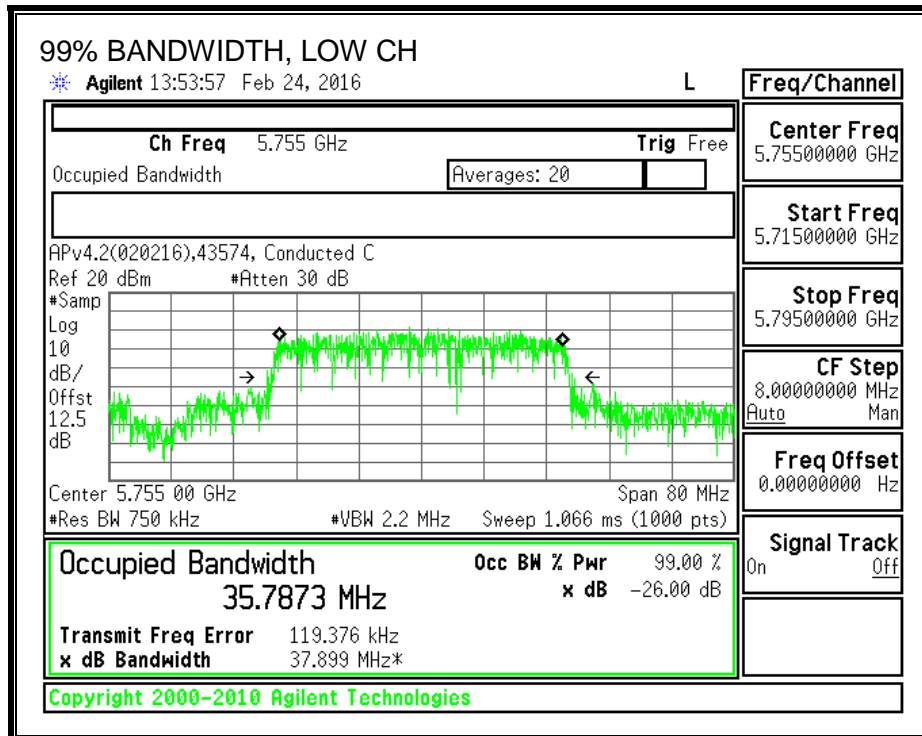 99% BANDWIDTH, LOW CH
Agilent 13:53:57 Feb 24, 2016 L
Ch Freq 5.755 GHz Trig Free
Occupied Bandwidth Averages: 20
APv4.2(020216),43574, Conducted C
Ref 20 dBm #Atten 30 dB
#Samp
Log
10
dB/
Offst
12.5
dB
Center 5.755 00 GHz Span 80 MHz
#Res BW 750 kHz #VBW 2.2 MHz Sweep 1.066 ms (1000 pts)
Occupied Bandwidth Occ BW % Pwr 99.00 %
35.7873 MHz x dB -26.00 dB
Transmit Freq Error 119.376 kHz
x dB Bandwidth 37.899 MHz*
Copyright 2000-2010 Agilent Technologies
Freq/Channel
Center Freq
5.75500000 GHz
Start Freq
5.71500000 GHz
Stop Freq
5.79500000 GHz
CF Step
8.00000000 MHz
Auto Man
Freq Offset
0.00000000 Hz
Signal Track
On Off